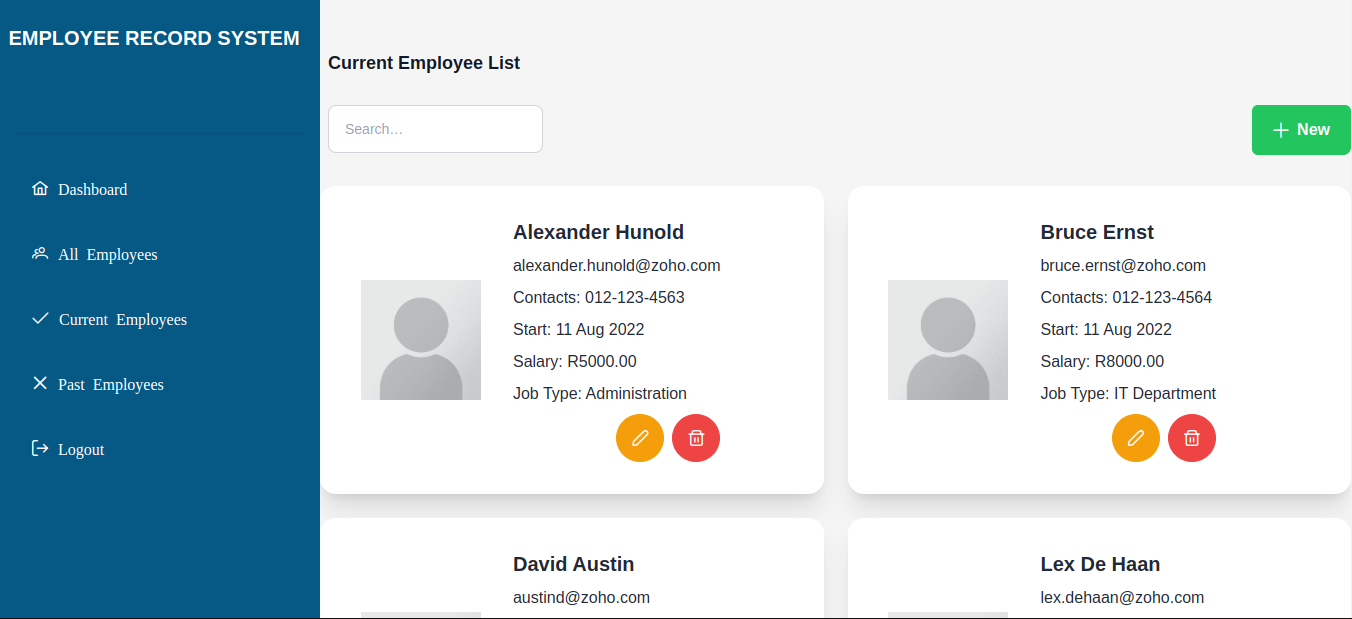 EMPLOYEE RECORD SYSTEM
Dashboard
All Employees
Current Employees
Past Employees
Logout
Current Employee List
Search…
New
Alexander Hunold
alexander.hunold@zoho.com
Contacts: 012-123-4563
Start: 11 Aug 2022
Salary: R5000.00
Job Type: Administration
Bruce Ernst
bruce.ernst@zoho.com
Contacts: 012-123-4564
Start: 11 Aug 2022
Salary: R8000.00
Job Type: IT Department
David Austin
austind@zoho.com
Lex De Haan
lex.dehaan@zoho.com